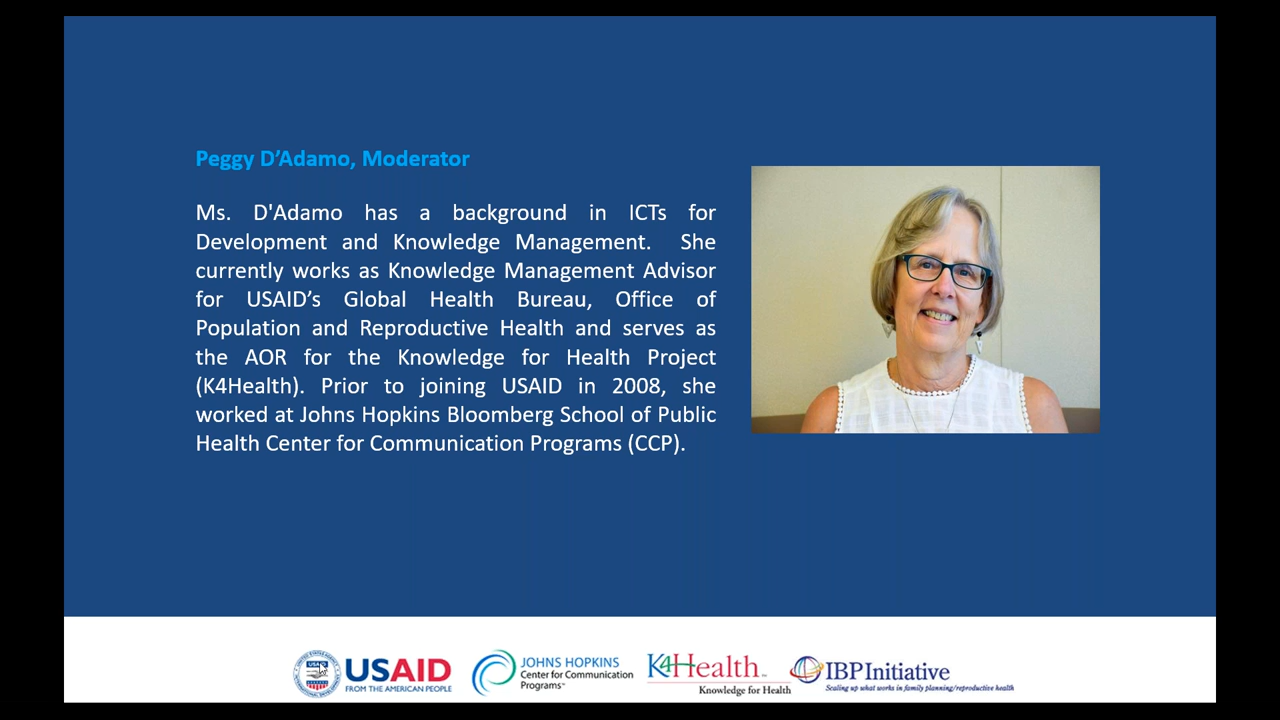 Peggy D’Adamo, Moderator
Ms. D'Adamo has a background in ICTs for
Development and Knowledge Management. She
currently works as Knowledge Management Advisor
for USAID’s Global Health Bureau, Office of
Population and Reproductive Health and serves as
the AOR for the Knowledge for Health Project
(K4Health). Prior to joining USAID in 2008, she
worked at Johns Hopkins Bloomberg School of Public
Health Center for Communication Programs (CCP).
USAID
FROM THE AMERICAN PEOPLE
JOHNS HOPKINS
Center for Communication
Programs
K4Health
Knowledge for Health
IBP Initiative
Scaling up what works in family planning/reproductive health